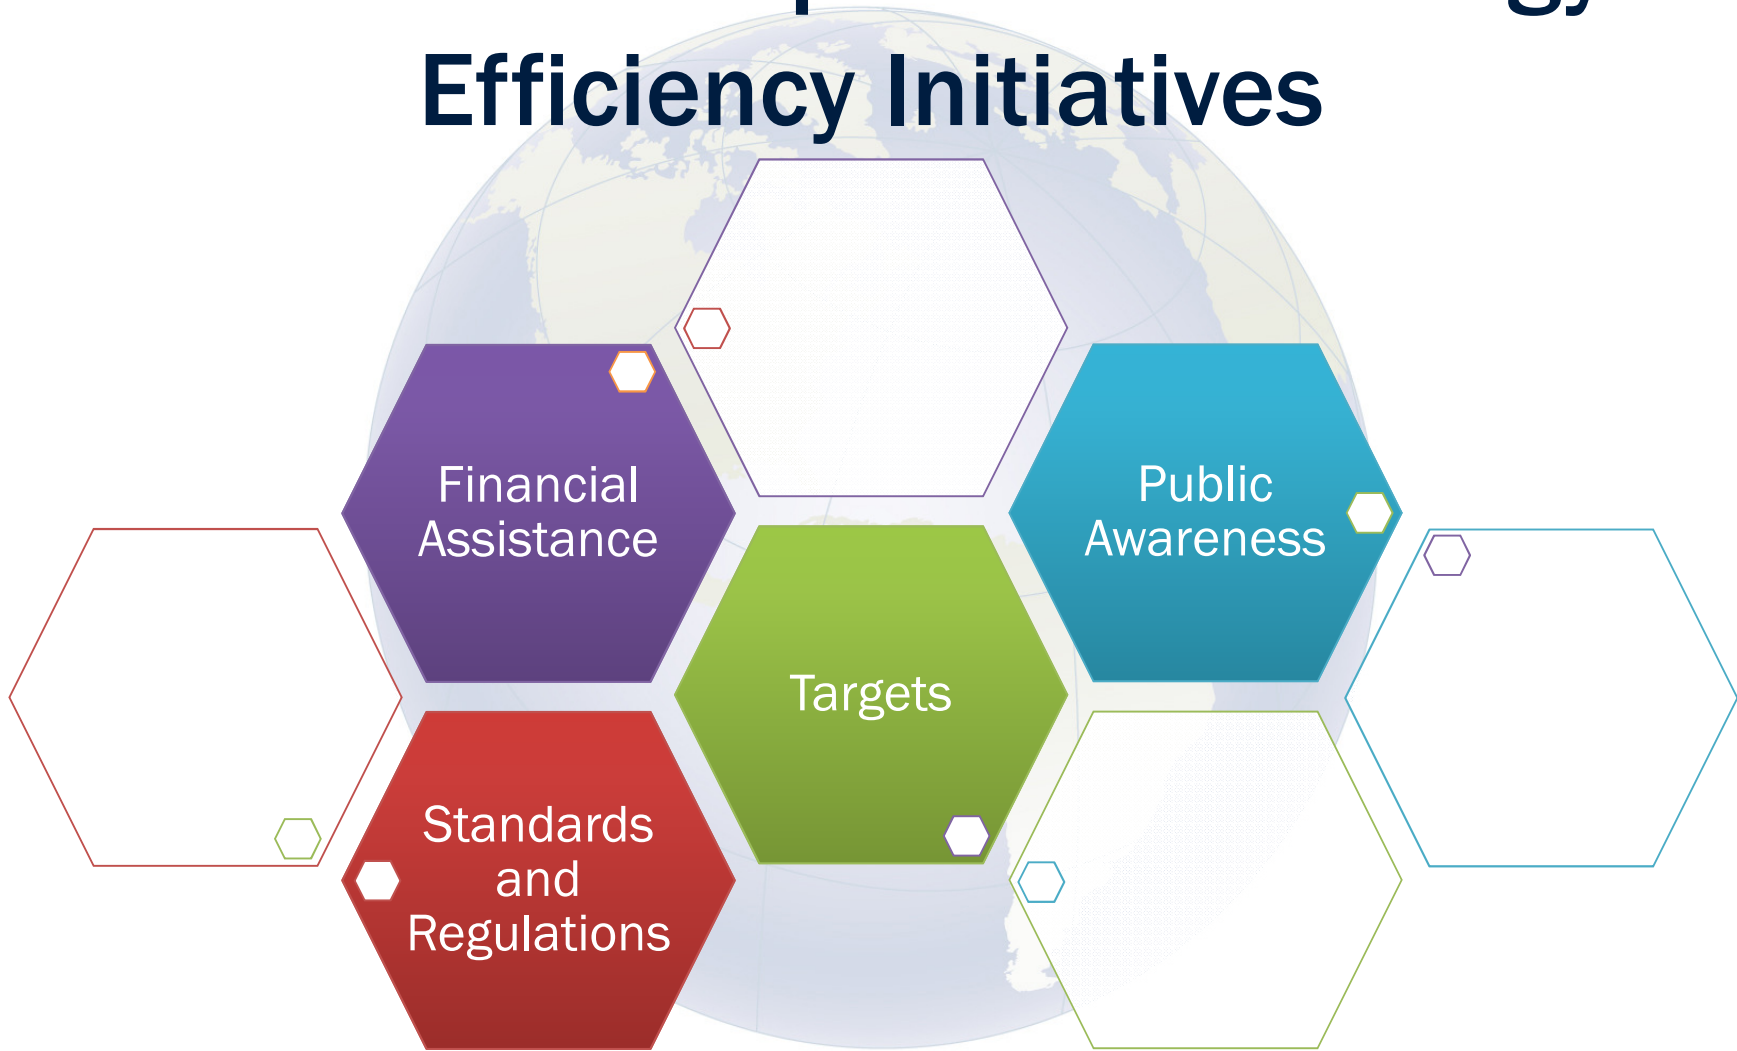 Efficiency Initiatives
Financial
Assistance
Public
Awareness
Targets
Standards
and
Regulations